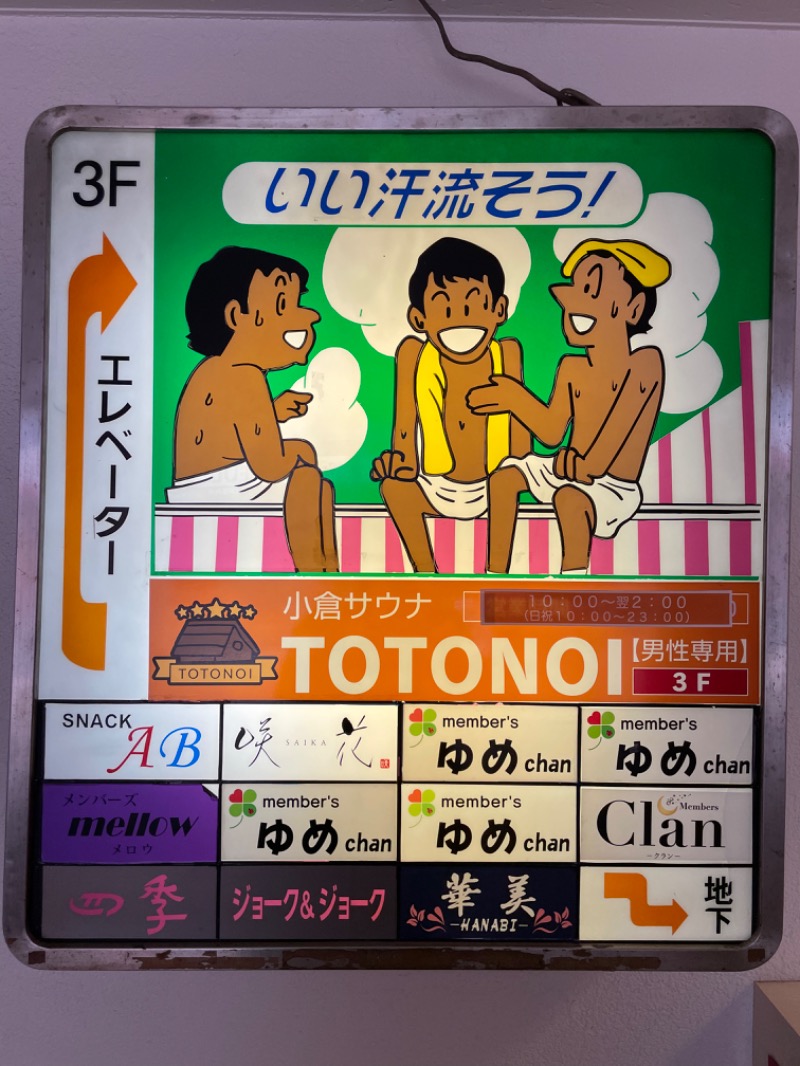 3F
エレベーター
いい汗流そう!
小倉サウナ
10:00〜翌2:00
(日祝10:00〜23:00)
TOTONOI
TOTONOI
【男性専用】
3F
SNACK
AB
咲 SAIKA 花
member's
ゆめchan
member's
ゆめchan
メンバーズ
mellow
メロウ
member's
ゆめchan
member's
ゆめchan
Members
Clan
-クラン-
四季
ジョーク&ジョーク
華美
-HANABI-
地下